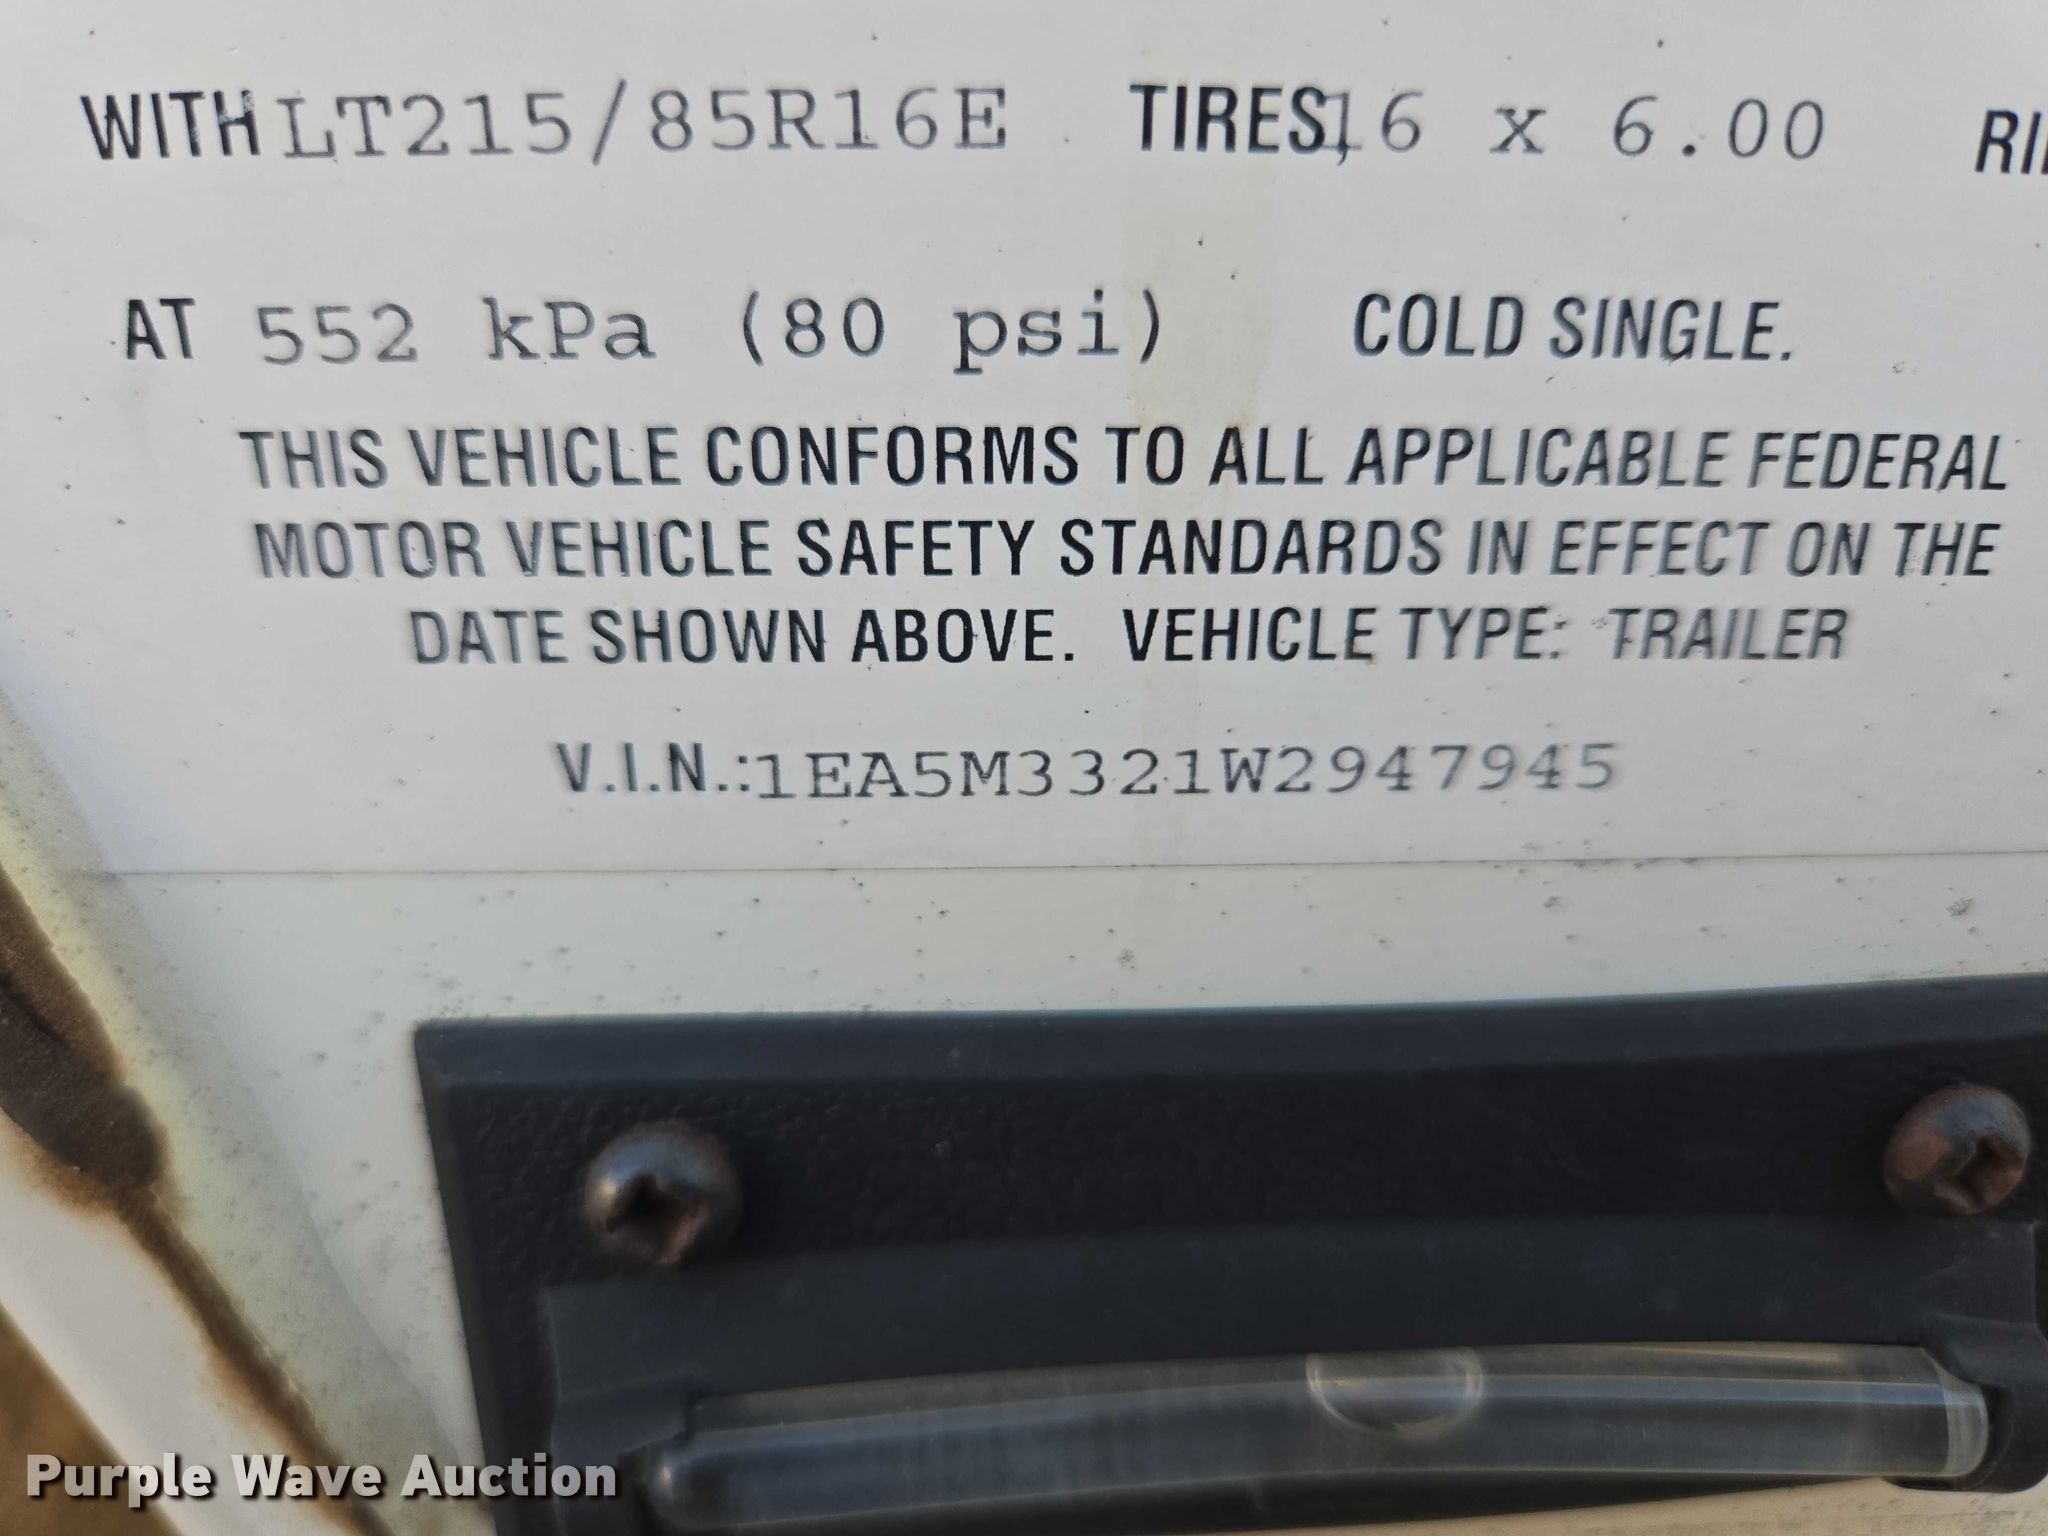 WITH LT215/85R16E TIRES, 16 x 6.00
AT 552 kPa (80 psi) COLD SINGLE.
THIS VEHICLE CONFORMS TO ALL APPLICABLE FEDERAL
MOTOR VEHICLE SAFETY STANDARDS IN EFFECT ON THE
DATE SHOWN ABOVE. VEHICLE TYPE: TRAILER
V.I.N.:1EA5M3321W2947945
Purple Wave Auction